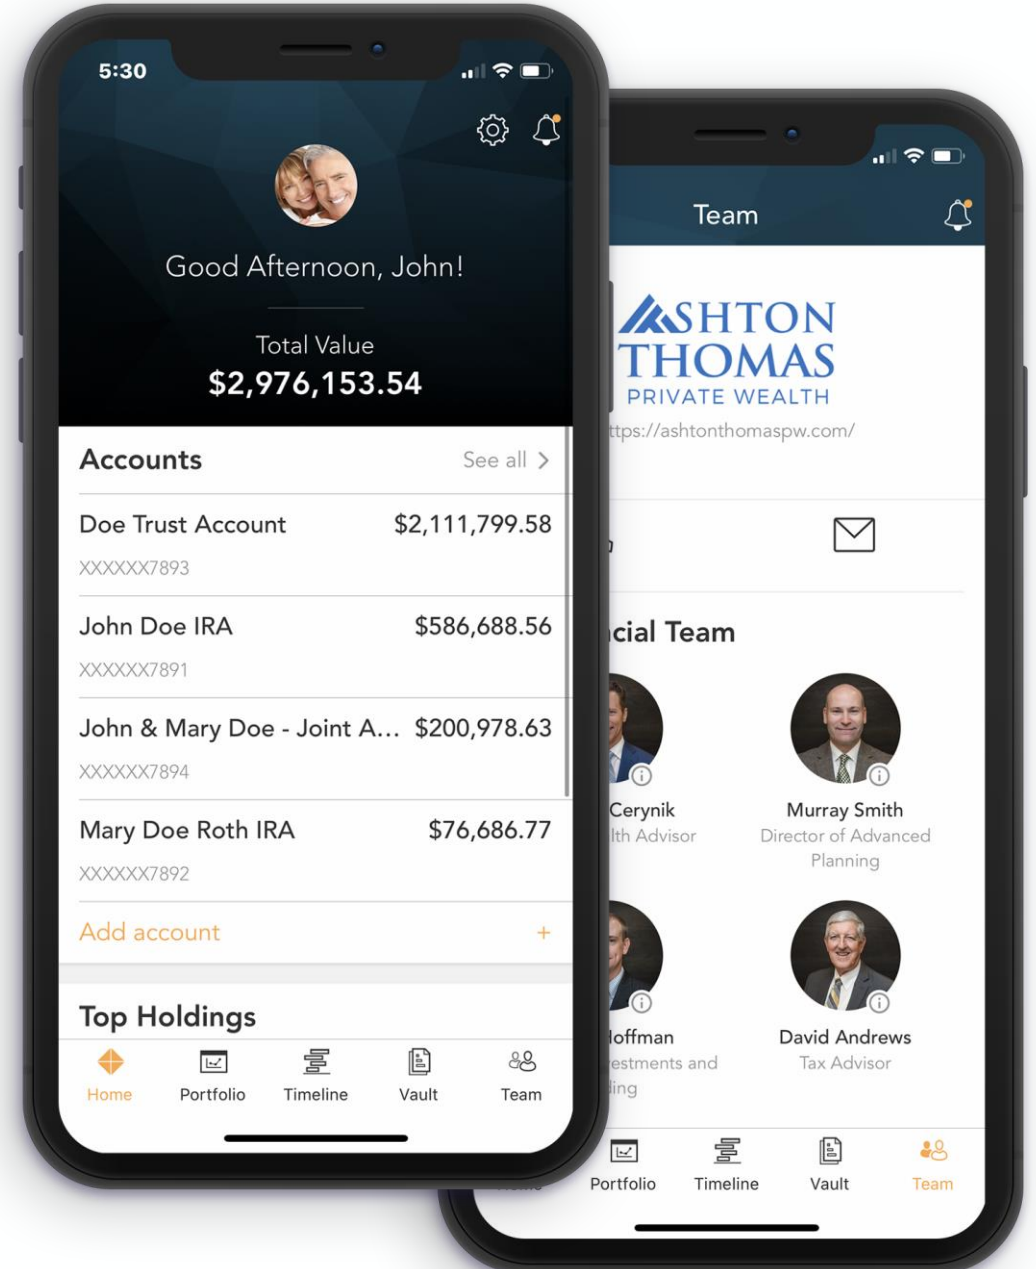 5:30
Good Afternoon, John!
Total Value
$2,976,153.54
Accounts
See all >
Doe Trust Account $2,111,799.58
XXXXXX7893
John Doe IRA $586,688.56
XXXXXX7891
John & Mary Doe - Joint A... $200,978.63
XXXXXX7894
Mary Doe Roth IRA $76,686.77
XXXXXX7892
Add account +
Top Holdings
Home Portfolio Timeline Vault Team
Team
ASHTON
THOMAS
PRIVATE WEALTH
ttps://ashtonthomaspw.com/
cial Team
Cerynik
lth Advisor
Murray Smith
Director of Advanced
Planning
Hoffman
vestments and
ding
David Andrews
Tax Advisor
Portfolio Timeline Vault Team